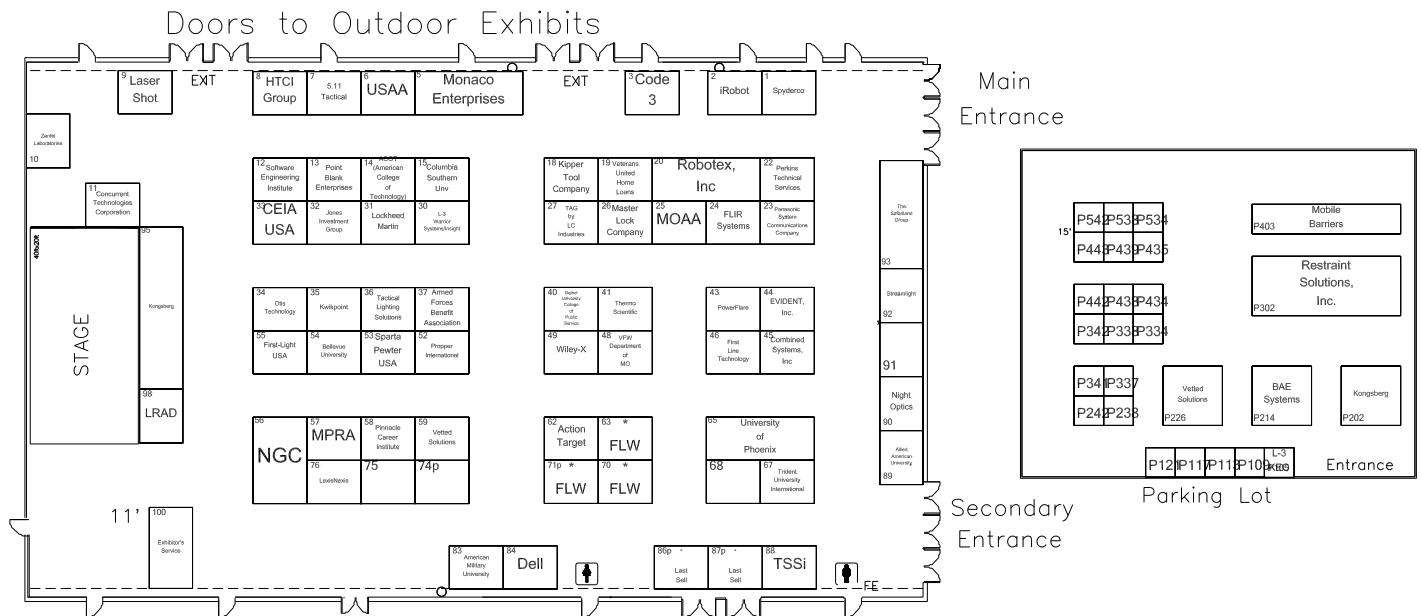 Doors to Outdoor Exhibits
9
Laser
Shot
EXIT
8
HTCI
Group
7
5.11
Tactical
6
USAA
5
Monaco
Enterprises
EXIT
3
Code
3
2
iRobot
1
Spyderco
Main
Entrance
10
11
Concurrent
Technologies
Corporation
12
Software
Engineering
Institute
13
Point
Blank
Enterprises
14
(American
College
of
Technology)
15
Columbia
Southern
Unv
18
Kipper
Tool
Company
19
Veterans
United
Home
Loans
20
Robotex,
Inc
22
Perkins
Technical
Services.
33
CEIA
USA
32
Jones
Investment
Group
31
Lockheed
Martin
30
L-3
Warrior
Systems/Insight
27
TAG
by
LC
Industries
26
Master
Lock
Company
25
MOAA
24
FLIR
Systems
23
Panasonic
System
Communications
Company
The
Safariland
Group
93
Streamlight
92
91
Night
Optics
90
Allied
American
University
89
40ftx20ft
STAGE
95
Kongsberg
98
LRAD
34
Otis
Technology
35
Kwikpoint
36
Tactical
Lighting
Solutions
37
Armed
Forces
Benefit
Association
40
University
College
of
Public
Service.
41
Thermo
Scientific
43
PowerFlare
44
EVIDENT,
Inc.
55
First-Light
USA
54
Bellevue
University
53
Sparta
Pewter
USA
52
Propper
International
49
Wiley-X
48
VFW
Department
of
MO
46
First
Line
Technology
45
Combined
Systems,
Inc
56
NGC
57
MPRA
58
Pinnacle
Career
Institute
59
Vetted
Solutions
62
Action
Target
63 *
FLW
65
University
of
Phoenix
76
LexisNexis
75
74p
71p *
FLW
70 *
FLW
68
67
Trident
University
International
11'
100
Exhibitor's
Service
83
American
Military
University
84
Dell
86p
Last
Sell
87p
Last
Sell
88
TSSi
FE
Secondary
Entrance
15'
P542
P538
P534
P443
P439
P435
P442
P438
P434
P342
P338
P334
P341
P337
P242
P238
P403
Mobile
Barriers
P302
Restraint
Solutions,
Inc.
Vetted
Solutions
P226
BAE
Systems
P214
Kongsberg
P202
P121
P117
P113
P109
L-3
Entrance
Parking Lot